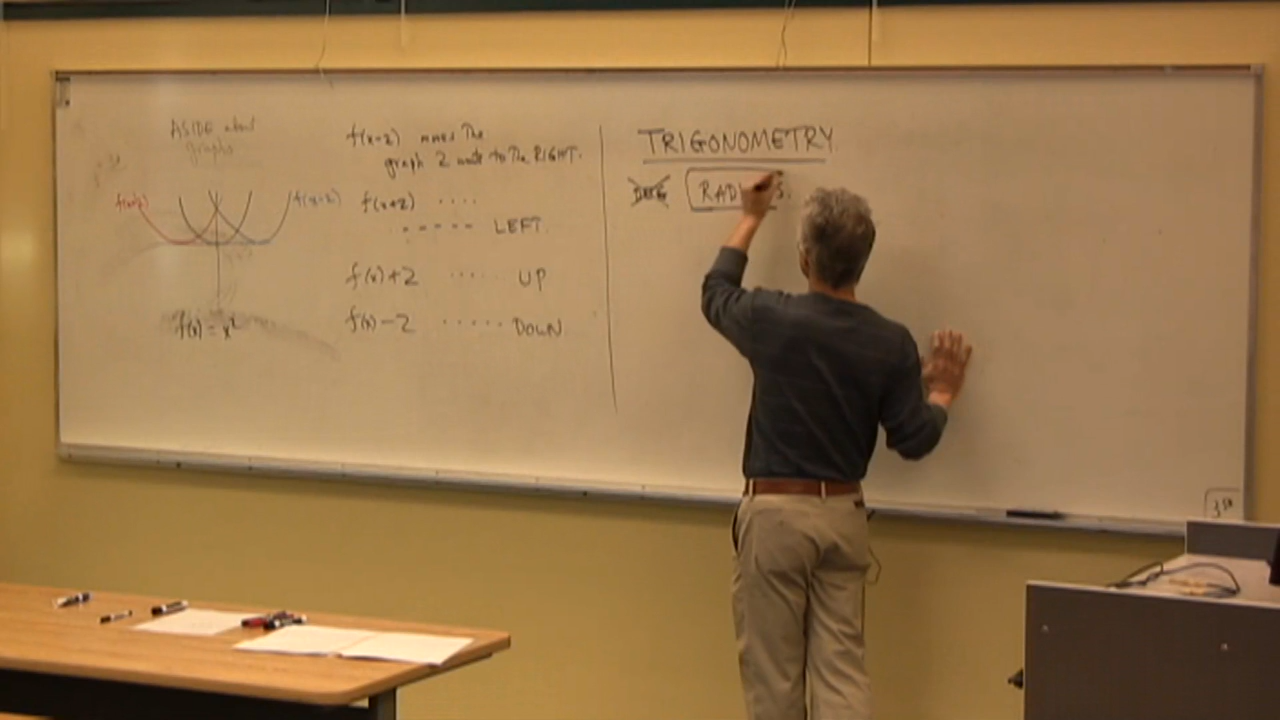 ASIDE about
graphs
f(x)
f(x-2)
f(x) = x²
f(x-2) moves The
graph 2 units to The RIGHT.
f(x+2) ....
----- LEFT.
f(x)+2 ..... UP
f(x)-2 ..... DOWN
TRIGONOMETRY
DEG RADIANS.